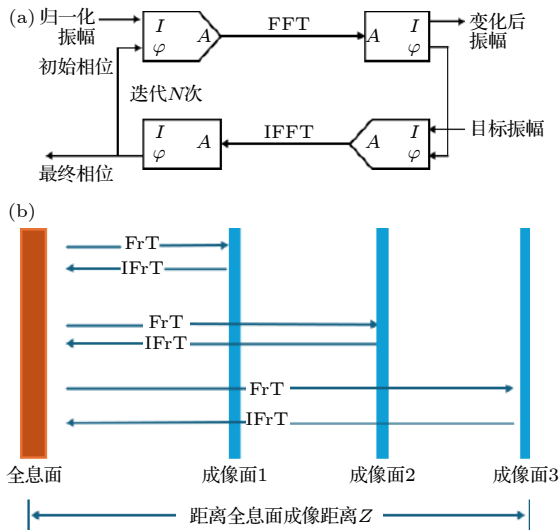 (a)
归一化
振幅
初始相位
I
φ
A
FFT
A
I
φ
变化后
振幅
迭代N次
最终相位
I
φ
A
IFFT
A
I
φ
目标振幅
(b)
FrT
IFrT
FrT
IFrT
FrT
IFrT
全息面
成像面1
成像面2
成像面3
距离全息面成像距离Z